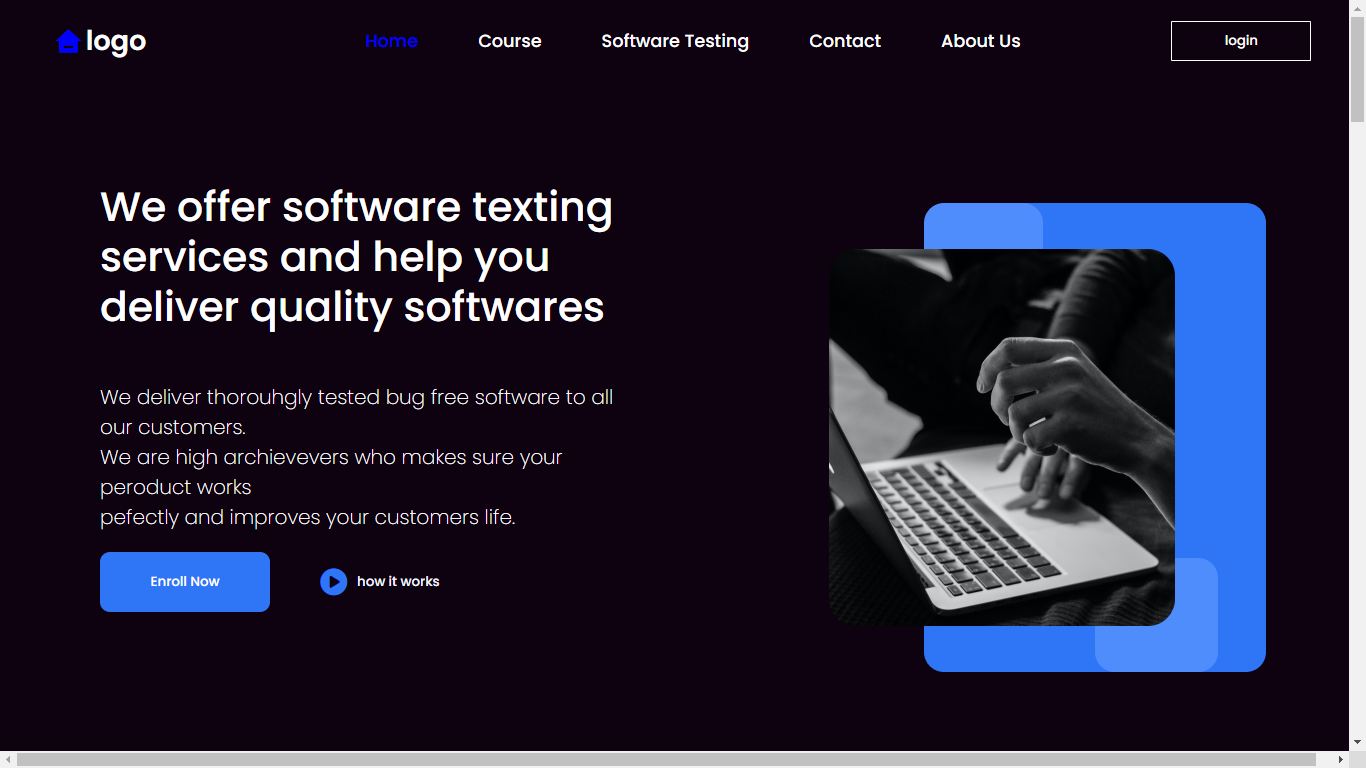 logo
Home
Course
Software Testing
Contact
About Us
login
We offer software texting
services and help you
deliver quality softwares
We deliver thorouhgly tested bug free software to all
our customers.
We are high archievevers who makes sure your
peroduct works
pefectly and improves your customers life.
Enroll Now
how it works